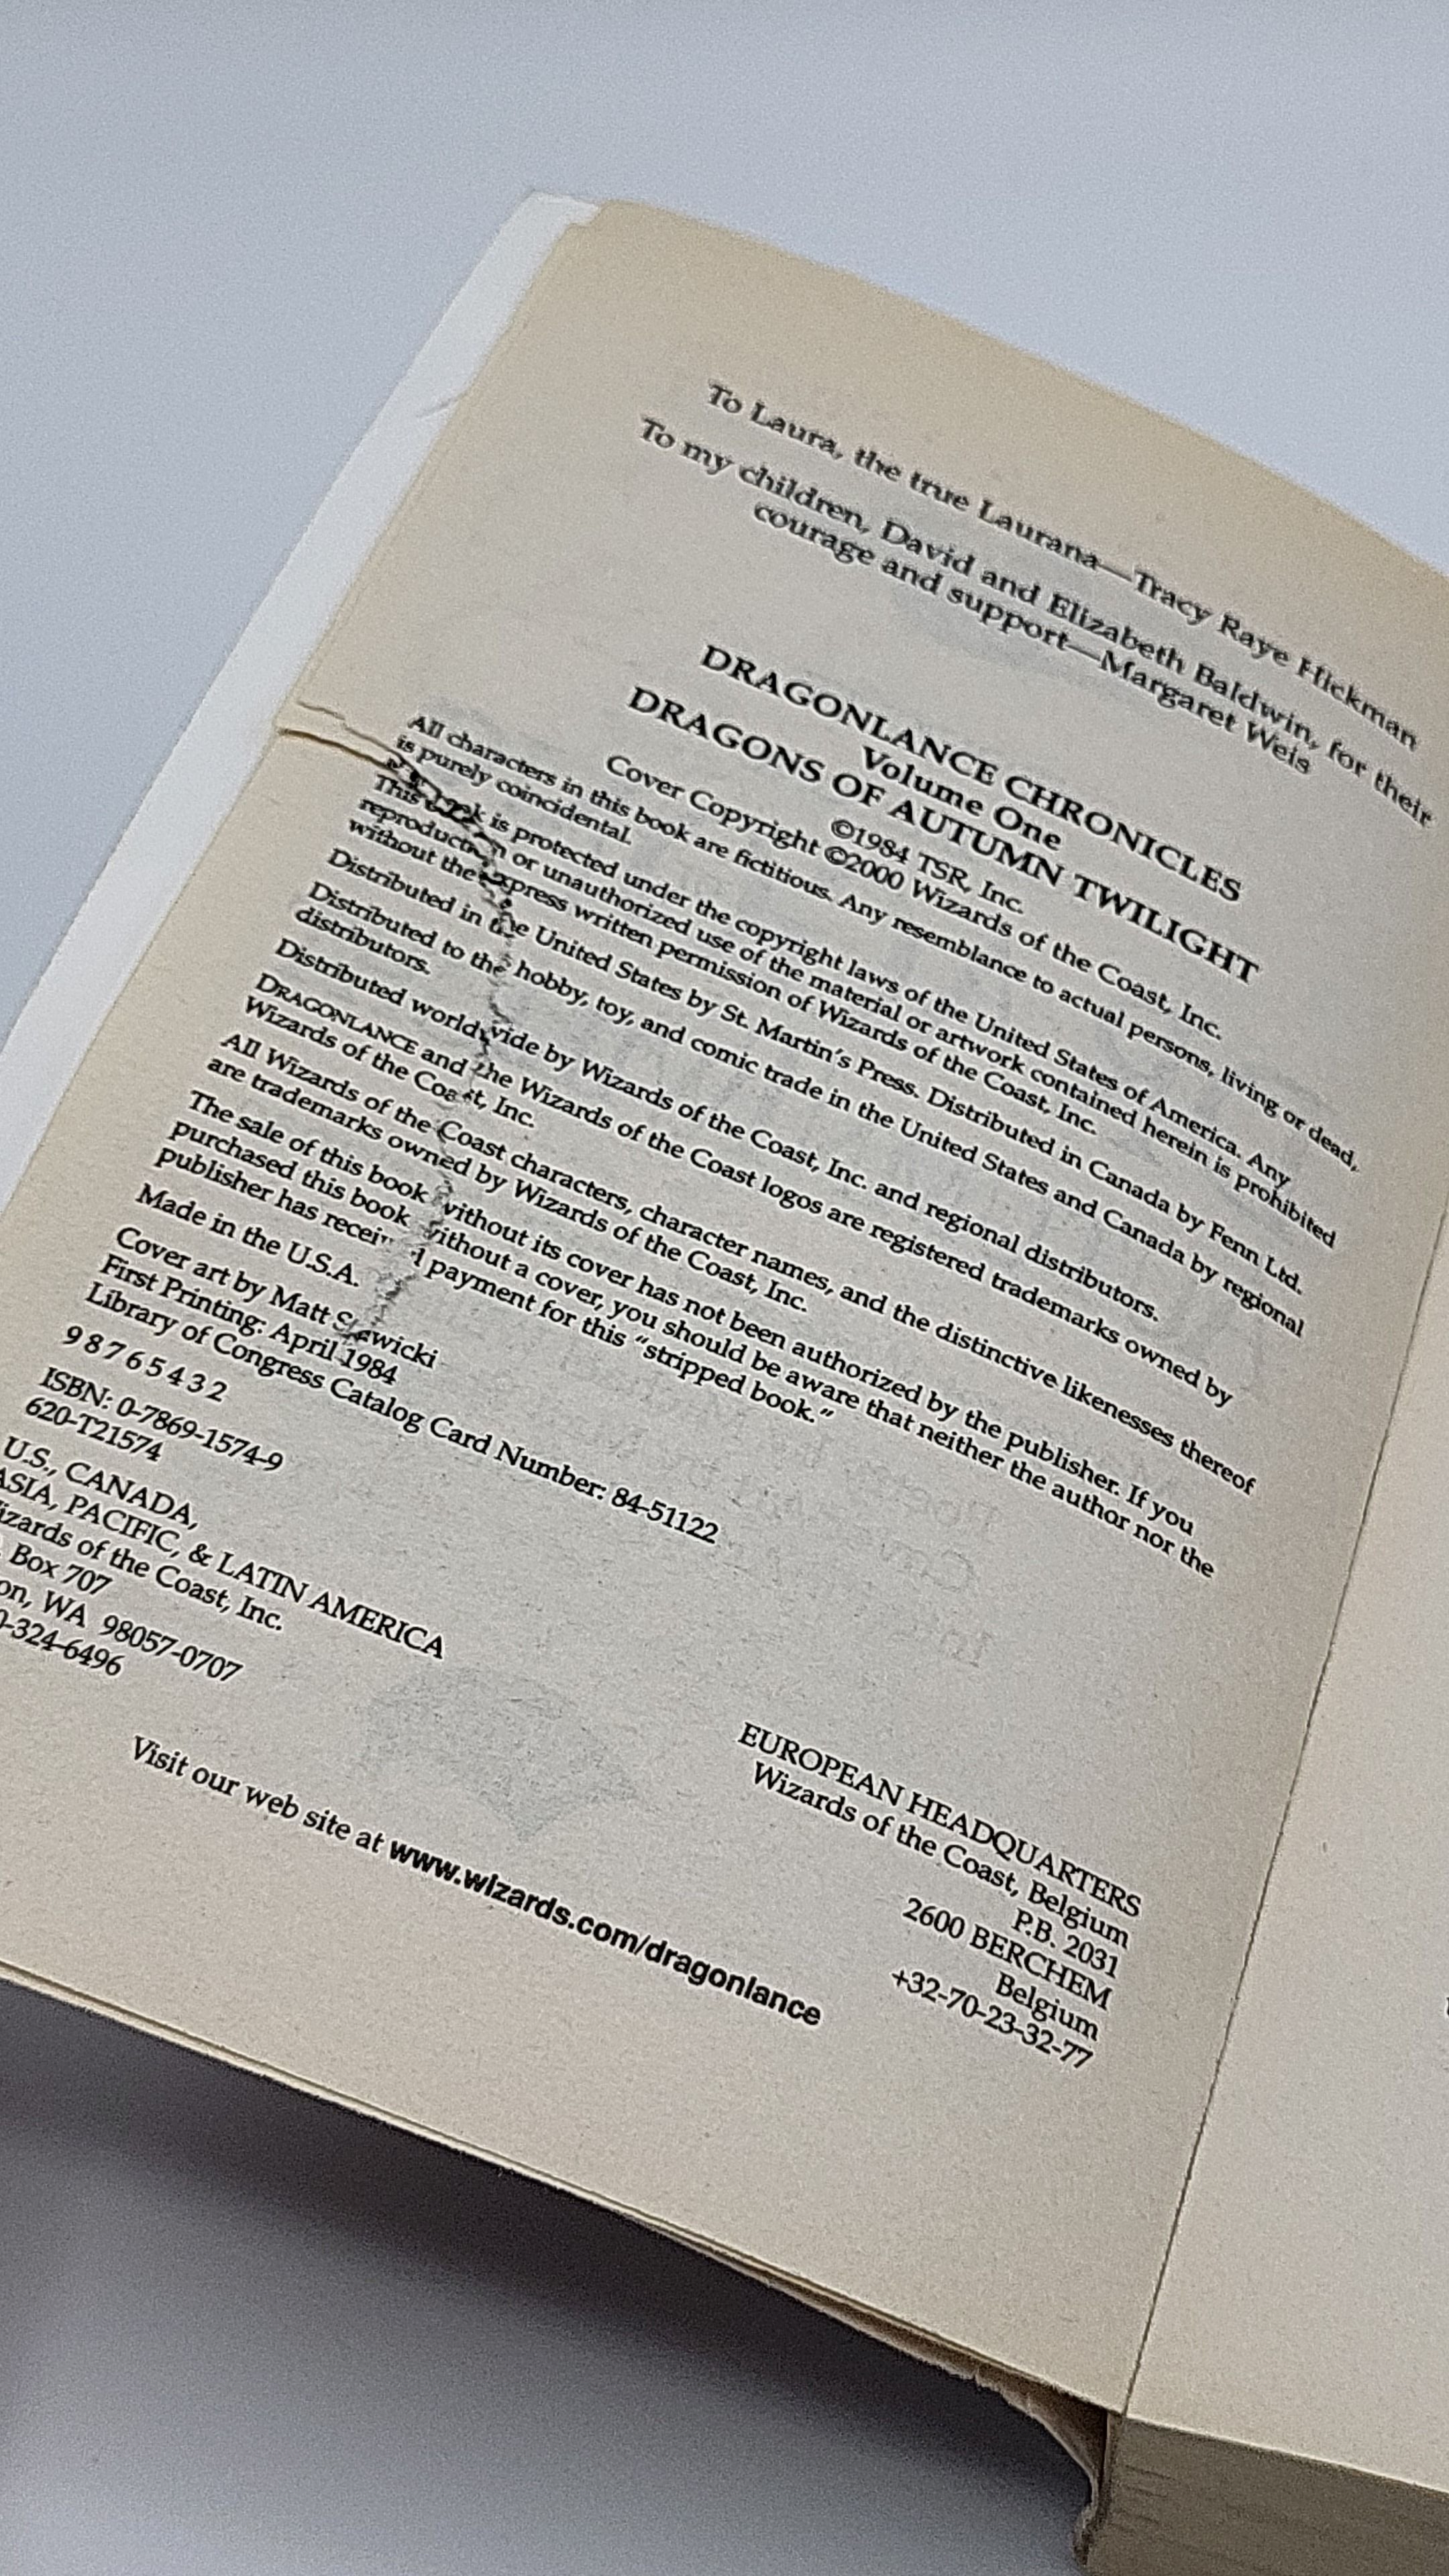 To Laura, the true Laurana—Tracy Raye Hickman
To my children, David and Elizabeth Baldwin, for their
courage and support—Margaret Weis
DRAGONLANCE CHRONICLES
Volume One
DRAGONS OF AUTUMN TWILIGHT
©1984 TSR, Inc.
Cover Copyright ©2000 Wizards of the Coast, Inc.
All characters in this book are fictitious. Any resemblance to actual persons, living or dead,
is purely coincidental.
is protected under the copyright laws of the United States of America. Any
or unauthorized use of the material or artwork contained herein is prohibited
without the express written permission of Wizards of the Coast, Inc.
Distributed in the United States by St. Martin's Press. Distributed in Canada by Fenn Ltd.
Distributed to the hobby, toy, and comic trade in the United States and Canada by regional
distributors.
Distributed worldwide by Wizards of the Coast, Inc. and regional distributors.
DRAGONLANCE and the Wizards of the Coast logos are registered trademarks owned by
Wizards of the Coast, Inc.
All Wizards of the Coast characters, character names, and the distinctive likenesses thereof
are trademarks owned by Wizards of the Coast, Inc.
The sale of this book without its cover has not been authorized by the publisher. If you
purchased this book without a cover, you should be aware that neither the author nor the
publisher has received payment for this "stripped book."
Made in the U.S.A.
Cover art by Matt Stawicki
First Printing: April 1984
Library of Congress Catalog Card Number: 84-51122
9 8 7 6 5 4 3 2
ISBN: 0-7869-1574-9
620-T21574
U.S., CANADA,
ASIA, PACIFIC, & LATIN AMERICA
Wizards of the Coast, Inc.
Box 707
on, WA 98057-0707
0-324-6496
EUROPEAN HEADQUARTERS
Wizards of the Coast, Belgium
P.B. 2031
2600 BERCHEM
Belgium
+32-70-23-32-77
Visit our web site at www.wizards.com/dragonlance